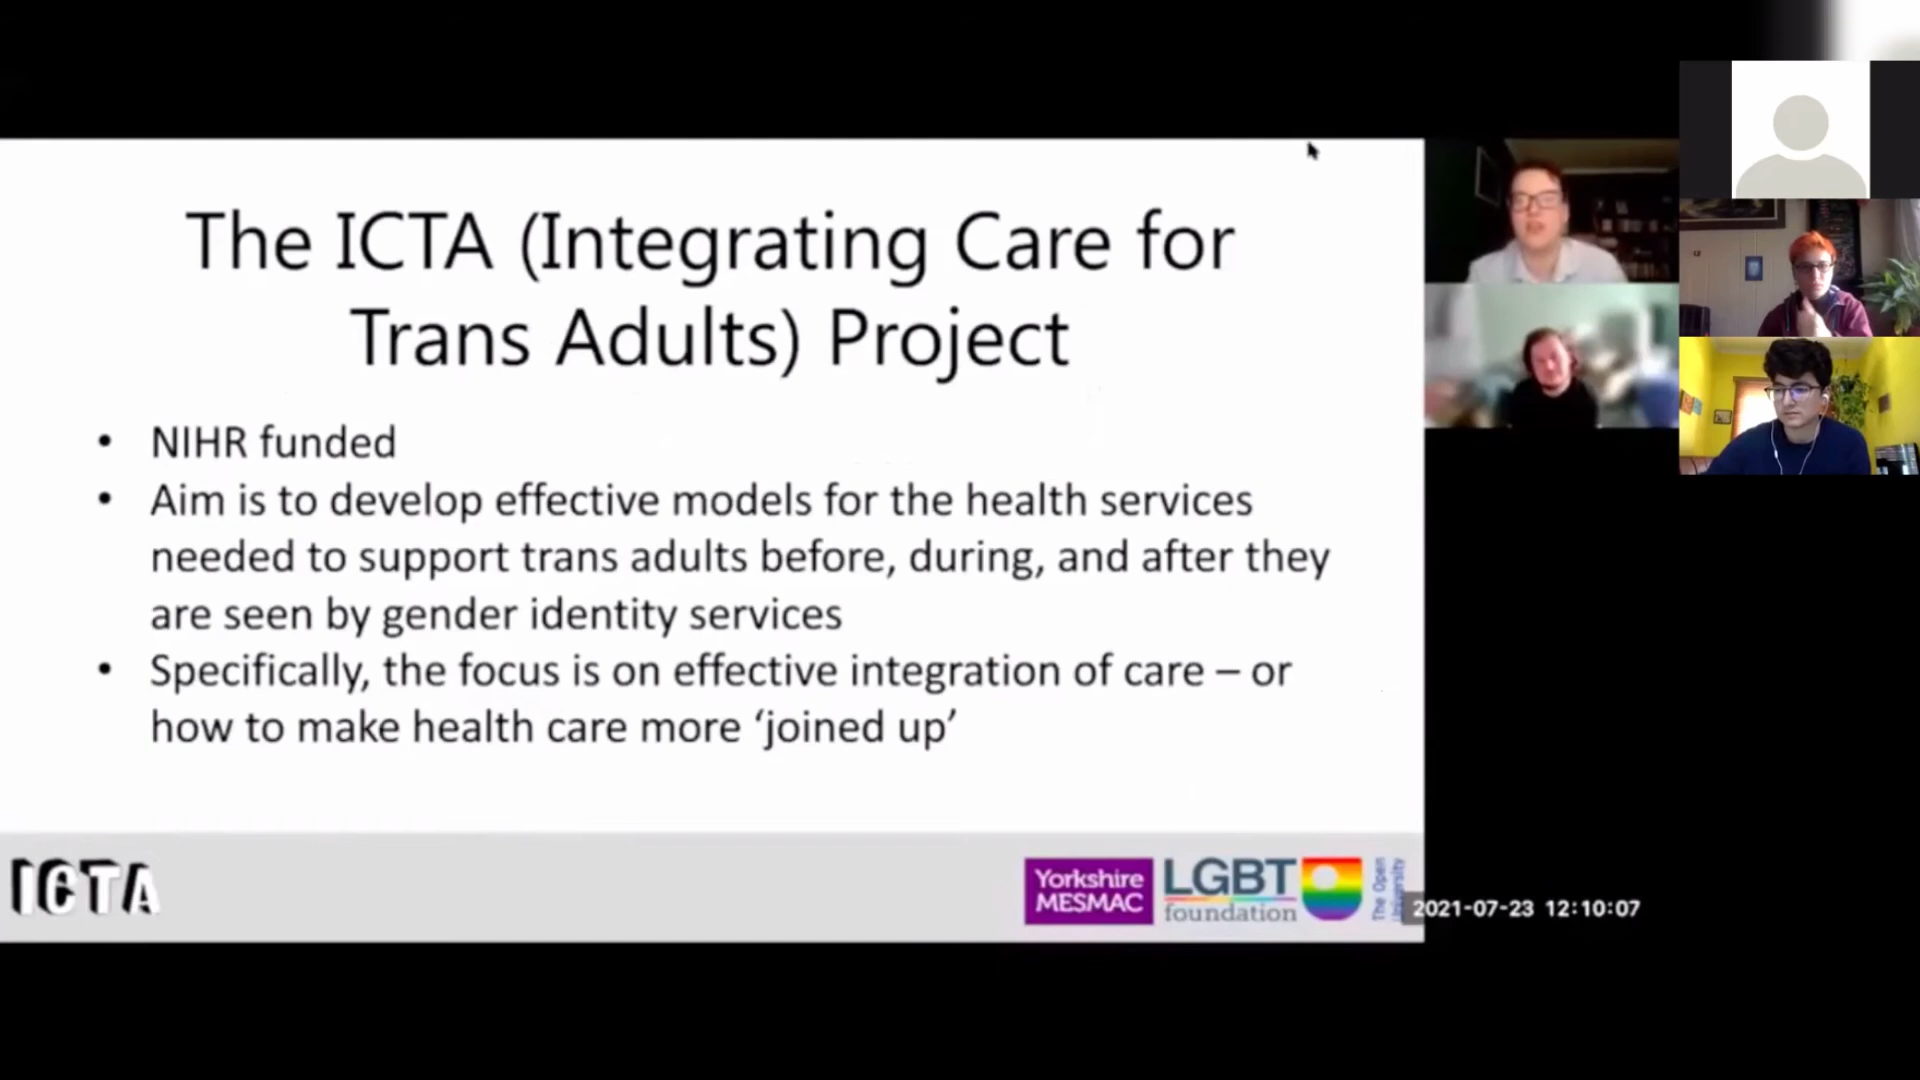 The ICTA (Integrating Care for
Trans Adults) Project
• NIHR funded
• Aim is to develop effective models for the health services
needed to support trans adults before, during, and after they
are seen by gender identity services
• Specifically, the focus is on effective integration of care – or
how to make health care more ‘joined up’
ICTA
Yorkshire
MESMAC
LGBT
foundation
The Open
University
2021-07-23 12:10:07